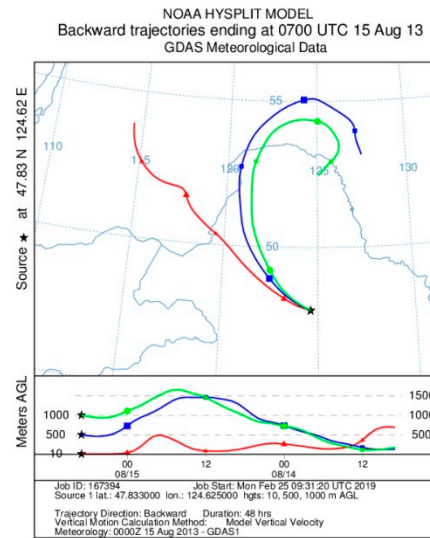 NOAA HYSPLIT MODEL
Backward trajectories ending at 0700 UTC 15 Aug 13
GDAS Meteorological Data
Source ★ at 47.83 N 124.62 E
110
115
120
125
130
55
50
Meters AGL
1000
500
10
1500
1000
500
00
12
00
12
08/15
08/14
Job ID: 167394 Job Start: Mon Feb 25 09:31:20 UTC 2019
Source 1 lat.: 47.833000 lon.: 124.625000 hgts: 10, 500, 1000 m AGL
Trajectory Direction: Backward Duration: 48 hrs
Vertical Motion Calculation Method: Model Vertical Velocity
Meteorology: 0000Z 15 Aug 2013 - GDAS1